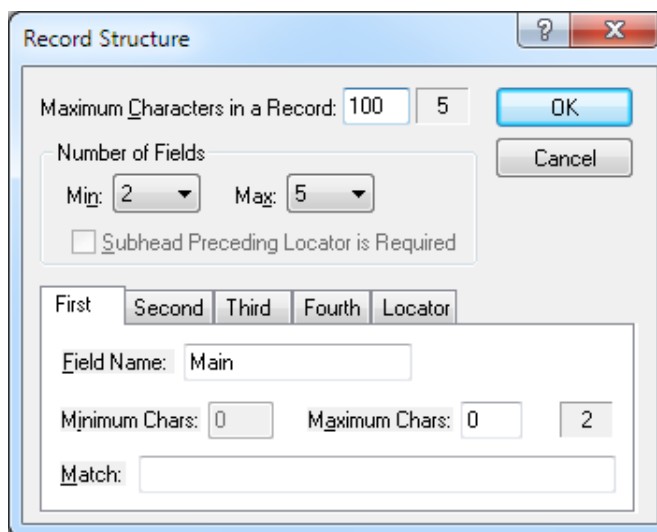 Record Structure
Maximum Characters in a Record: 100 5 OK
Number of Fields Cancel
Min: 2 Max: 5
Subhead Preceding Locator is Required
First Second Third Fourth Locator
Field Name: Main
Minimum Chars: 0 Maximum Chars: 0 2
Match: